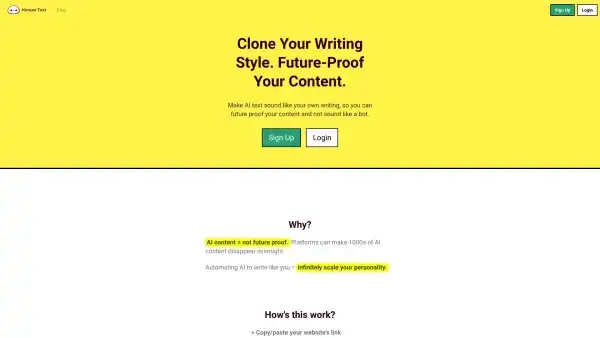 Human Text Blog Sign Up Login
Clone Your Writing
Style. Future-Proof
Your Content.
Make AI text sound like your own writing, so you can
future proof your content and not sound like a bot.
Sign Up Login
Why?
AI content = not future proof. Platforms can make 1000s of AI
content disappear overnight.
Automating AI to write like you = infinitely scale your personality.
How's this work?
> Copy/paste your website's link